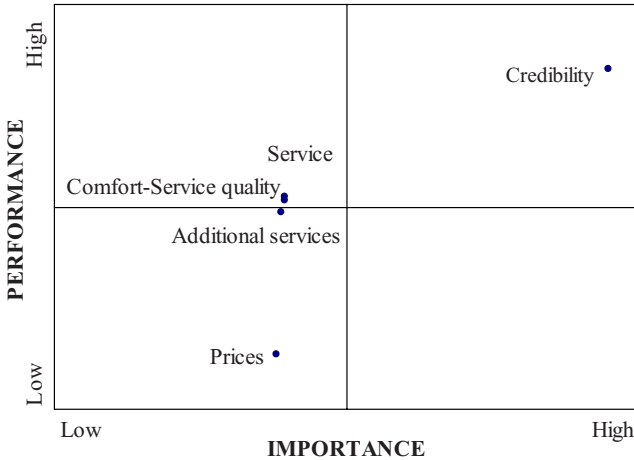 High
Credibility
Service
Comfort-Service quality
PERFORMANCE
Additional services
Prices
Low
Low
High
IMPORTANCE